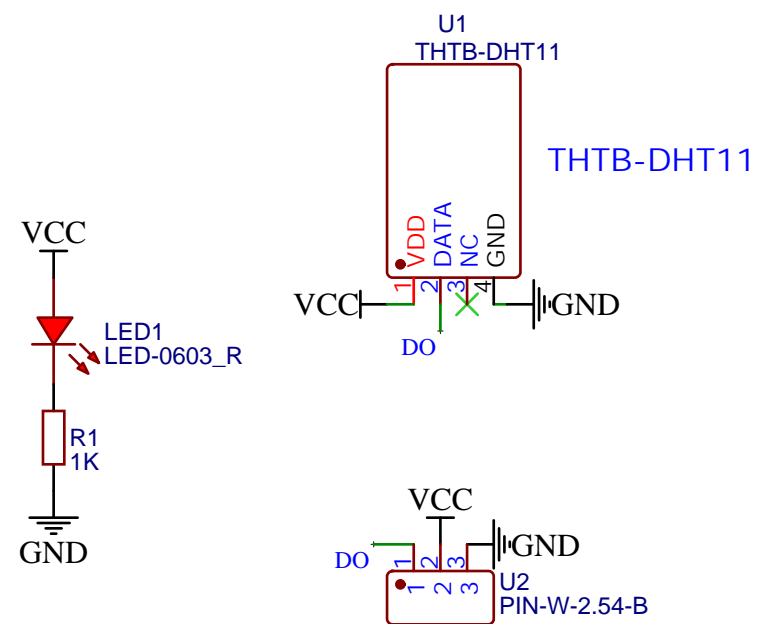 U1
THTB-DHT11
THTB-DHT11
VDD
DATA
NC
GND
1
2
3
4
VCC
GND
DO
VCC
LED1
LED-0603_R
R1
1K
GND
VCC
DO
GND
1
2
3
1
2
3
U2
PIN-W-2.54-B